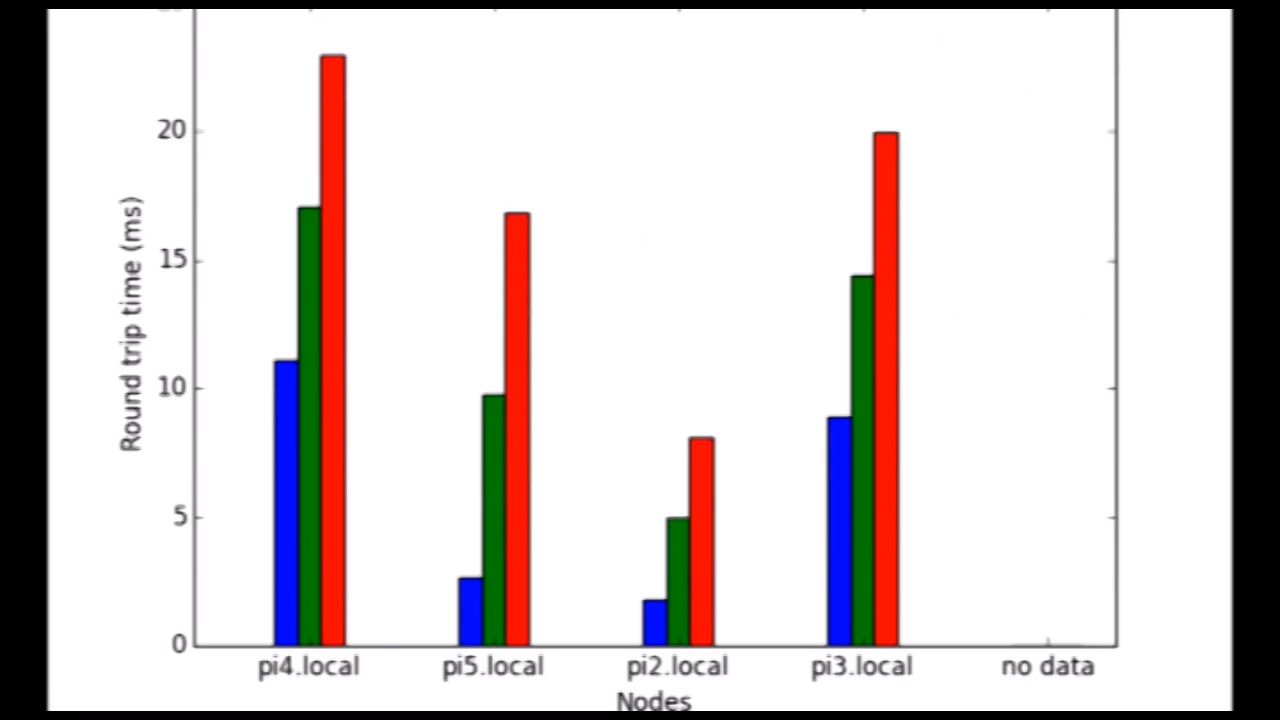 20
15
10
5
0
Round trip time (ms)
pi4.local
pi5.local
pi2.local
pi3.local
no data
Nodes